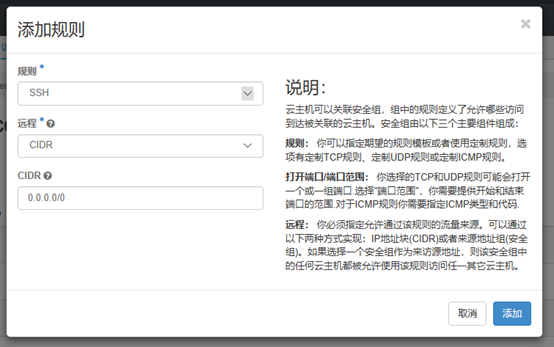 添加规则
×
规则 *
SSH
远程 *
CIDR
CIDR
0.0.0.0/0
说明：
云主机可以关联安全组，组中的规则定义了允许哪些访问
到达被关联的云主机。安全组由以下三个主要组件组成：
规则： 你可以指定期望的规则模板或者使用定制规则，选
项有定制TCP规则、定制UDP规则或定制ICMP规则。
打开端口/端口范围： 你选择的TCP和UDP规则可能会打开
一个或一组端口.选择"端口范围"，你需要提供开始和结束
端口的范围.对于ICMP规则你需要指定ICMP类型和代码.
远程： 你必须指定允许通过该规则的流量来源。可以通过
以下两种方式实现：IP地址块(CIDR)或者来源地址组(安全
组)。如果选择一个安全组作为来访源地址，则该安全组中
的任何云主机都被允许使用该规则访问任一其它云主机。
取消
添加